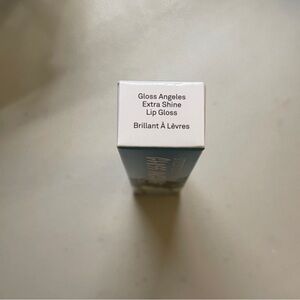 Gloss Angeles
Extra Shine
Lip Gloss
Brillant À Lèvres